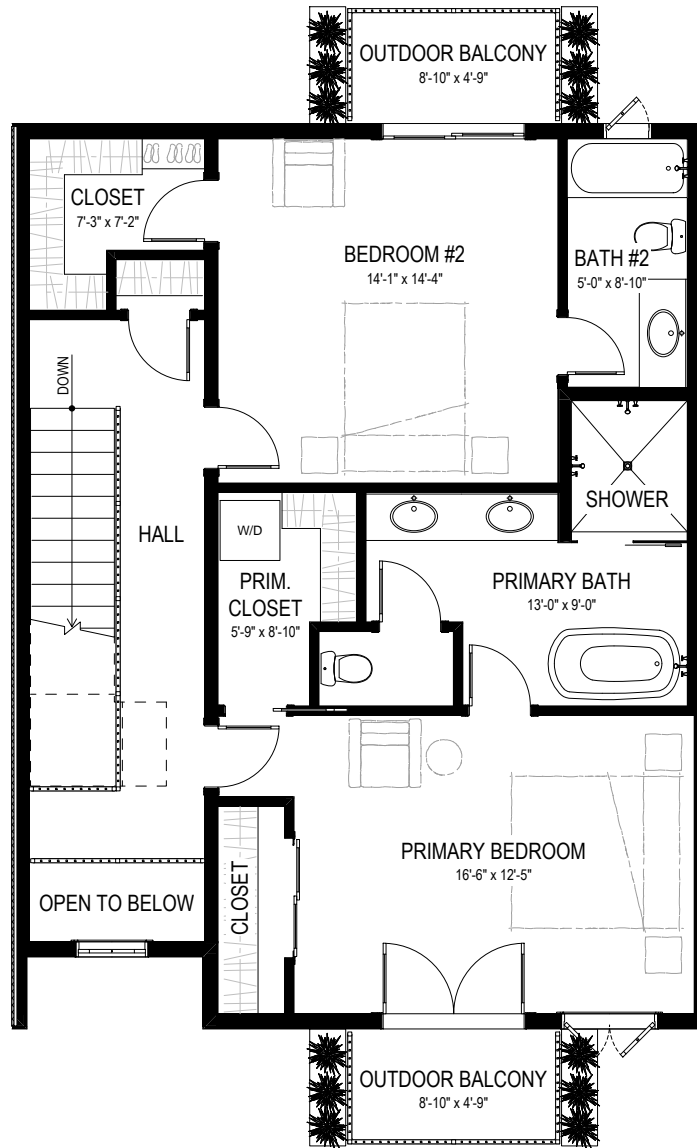 OUTDOOR BALCONY
8'-10" x 4'-9"
CLOSET
7'-3" x 7'-2"
BEDROOM #2
14'-1" x 14'-4"
BATH #2
5'-0" x 8'-10"
DOWN
SHOWER
HALL
W/D
PRIM.
CLOSET
5'-9" x 8'-10"
PRIMARY BATH
13'-0" x 9'-0"
PRIMARY BEDROOM
16'-6" x 12'-5"
CLOSET
OPEN TO BELOW
OUTDOOR BALCONY
8'-10" x 4'-9"